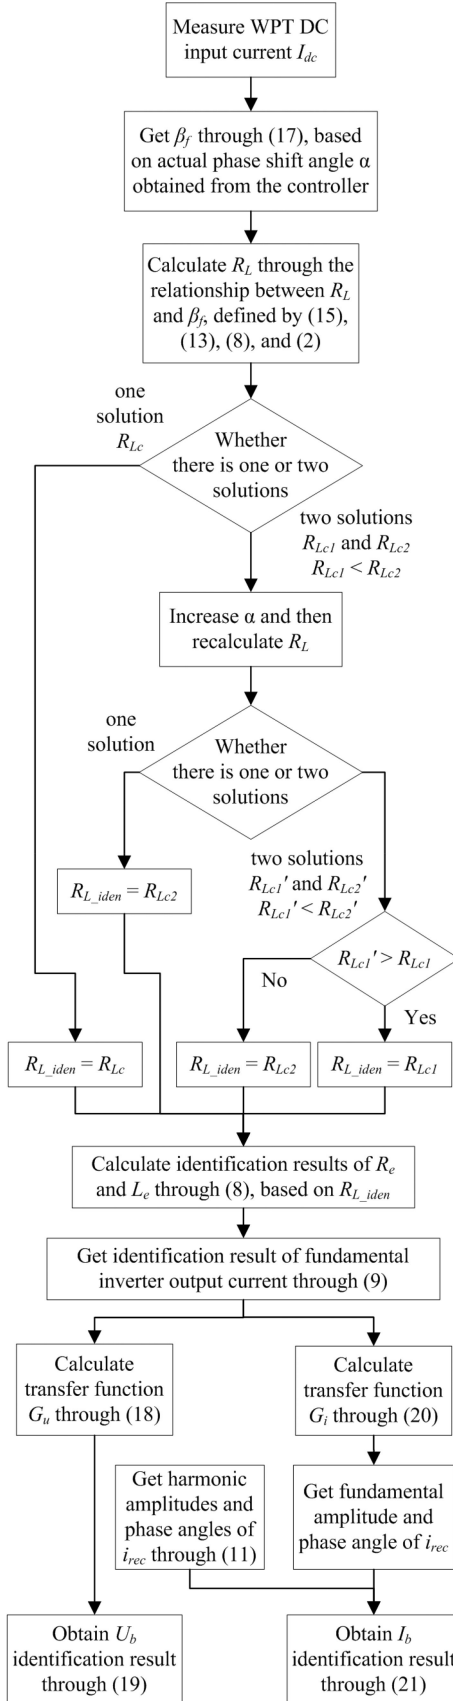 Measure WPT DC
input current I_dc
Get β_f through (17), based
on actual phase shift angle α
obtained from the controller
Calculate R_L through the
relationship between R_L
and β_f, defined by (15),
(13), (8), and (2)
one
solution
R_Lc
Whether
there is one or two
solutions
two solutions
R_Lc1 and R_Lc2
R_Lc1 < R_Lc2
Increase α and then
recalculate R_L
one
solution
Whether
there is one or two
solutions
R_L_iden = R_Lc2
two solutions
R_Lc1' and R_Lc2'
R_Lc1' < R_Lc2'
R_Lc1' > R_Lc1
No
Yes
R_L_iden = R_Lc
R_L_iden = R_Lc2
R_L_iden = R_Lc1
Calculate identification results of R_e
and L_e through (8), based on R_L_iden
Get identification result of fundamental
inverter output current through (9)
Calculate
transfer function
G_u through (18)
Calculate
transfer function
G_i through (20)
Get harmonic
amplitudes and
phase angles of
i_rec through (11)
Get fundamental
amplitude and
phase angle of i_rec
Obtain U_b
identification result
through (19)
Obtain I_b
identification result
through (21)